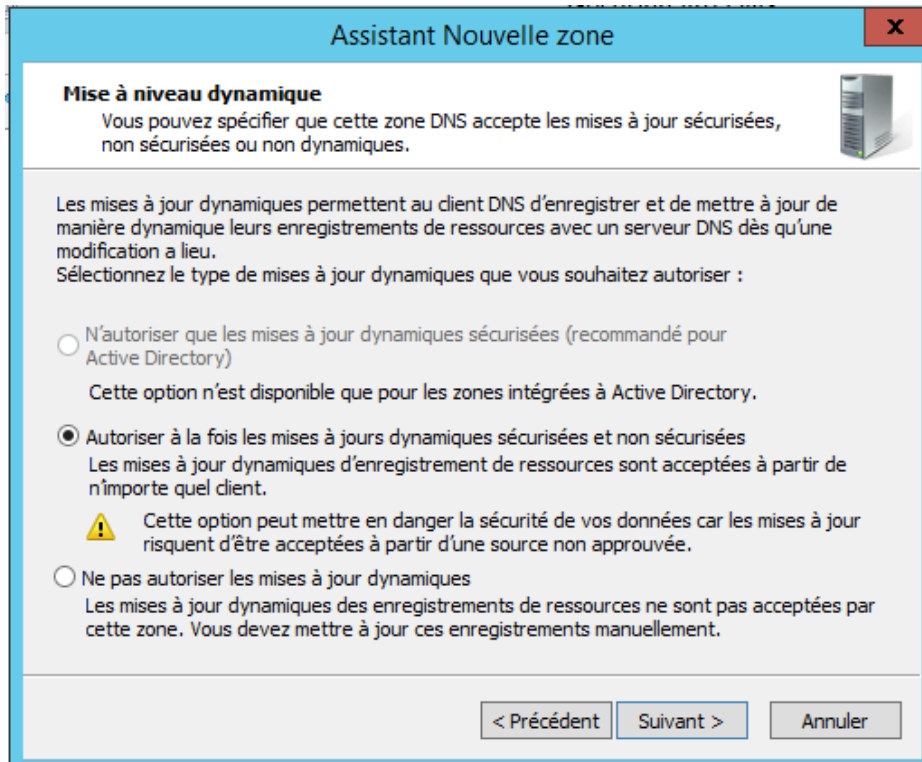 Assistant Nouvelle zone
x
Mise à niveau dynamique
Vous pouvez spécifier que cette zone DNS accepte les mises à jour sécurisées,
non sécurisées ou non dynamiques.
Les mises à jour dynamiques permettent au client DNS d'enregistrer et de mettre à jour de
manière dynamique leurs enregistrements de ressources avec un serveur DNS dès qu'une
modification a lieu.
Sélectionnez le type de mises à jour dynamiques que vous souhaitez autoriser :
N'autoriser que les mises à jour dynamiques sécurisées (recommandé pour
Active Directory)
Cette option n'est disponible que pour les zones intégrées à Active Directory.
Autoriser à la fois les mises à jours dynamiques sécurisées et non sécurisées
Les mises à jour dynamiques d'enregistrement de ressources sont acceptées à partir de
n'importe quel client.
Cette option peut mettre en danger la sécurité de vos données car les mises à jour
risquent d'être acceptées à partir d'une source non approuvée.
Ne pas autoriser les mises à jour dynamiques
Les mises à jour dynamiques des enregistrements de ressources ne sont pas acceptées par
cette zone. Vous devez mettre à jour ces enregistrements manuellement.
< Précédent Suivant > Annuler